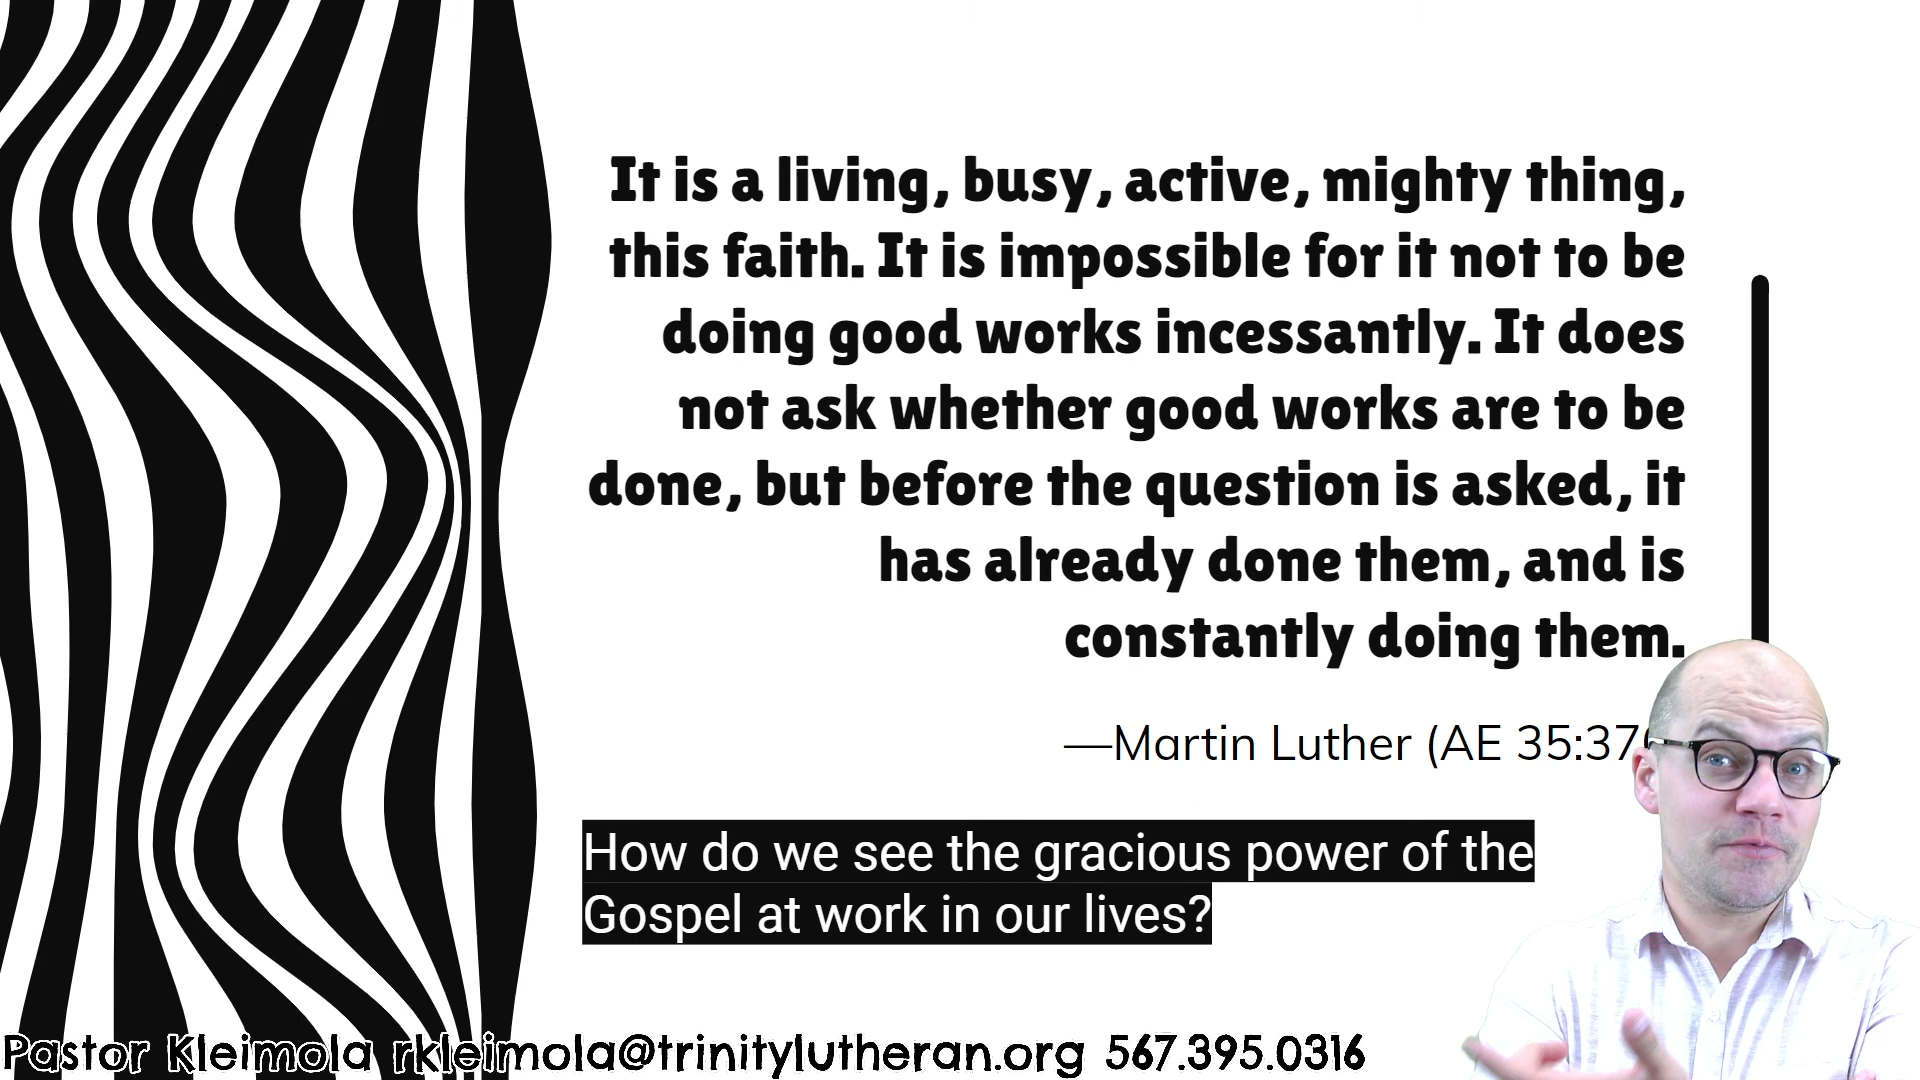 It is a living, busy, active, mighty thing,
this faith. It is impossible for it not to be
doing good works incessantly. It does
not ask whether good works are to be
done, but before the question is asked, it
has already done them, and is
constantly doing them.
—Martin Luther (AE 35:37
How do we see the gracious power of the
Gospel at work in our lives?
Pastor Kleimola rkleimola@trinitylutheran.org 567.395.0316